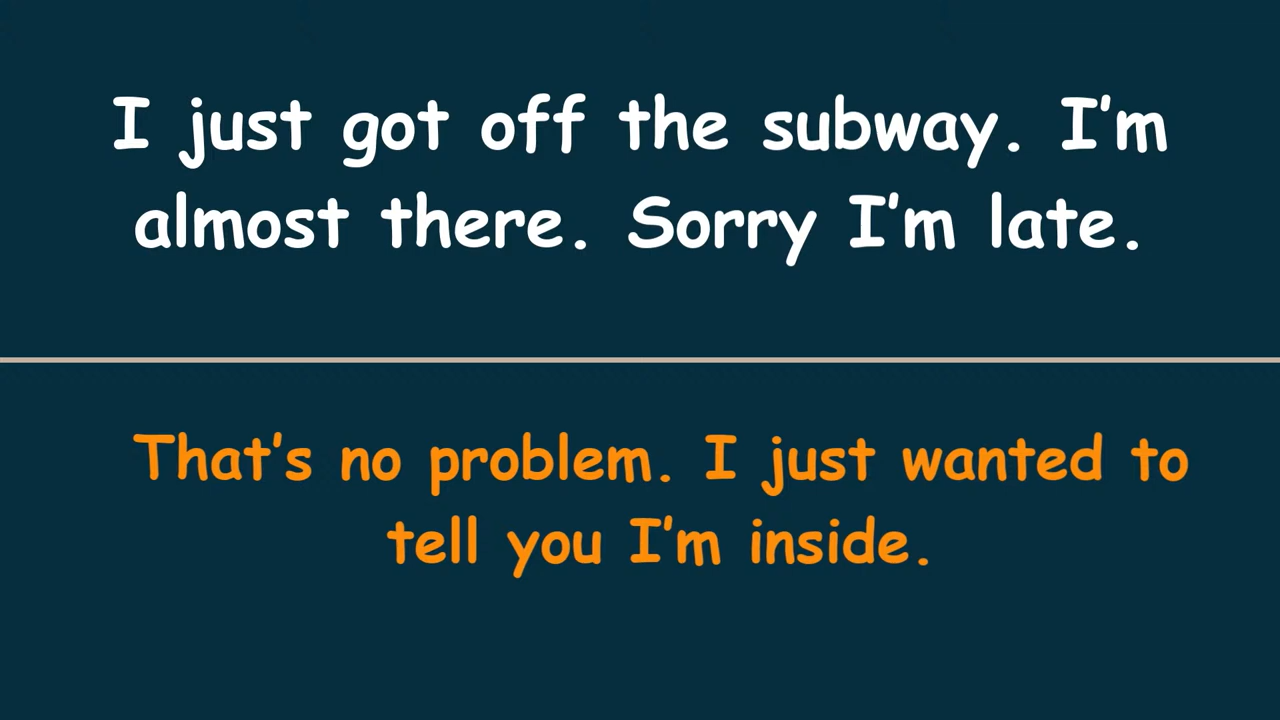 I just got off the subway. I'm
almost there. Sorry I'm late.
That's no problem. I just wanted to
tell you I'm inside.